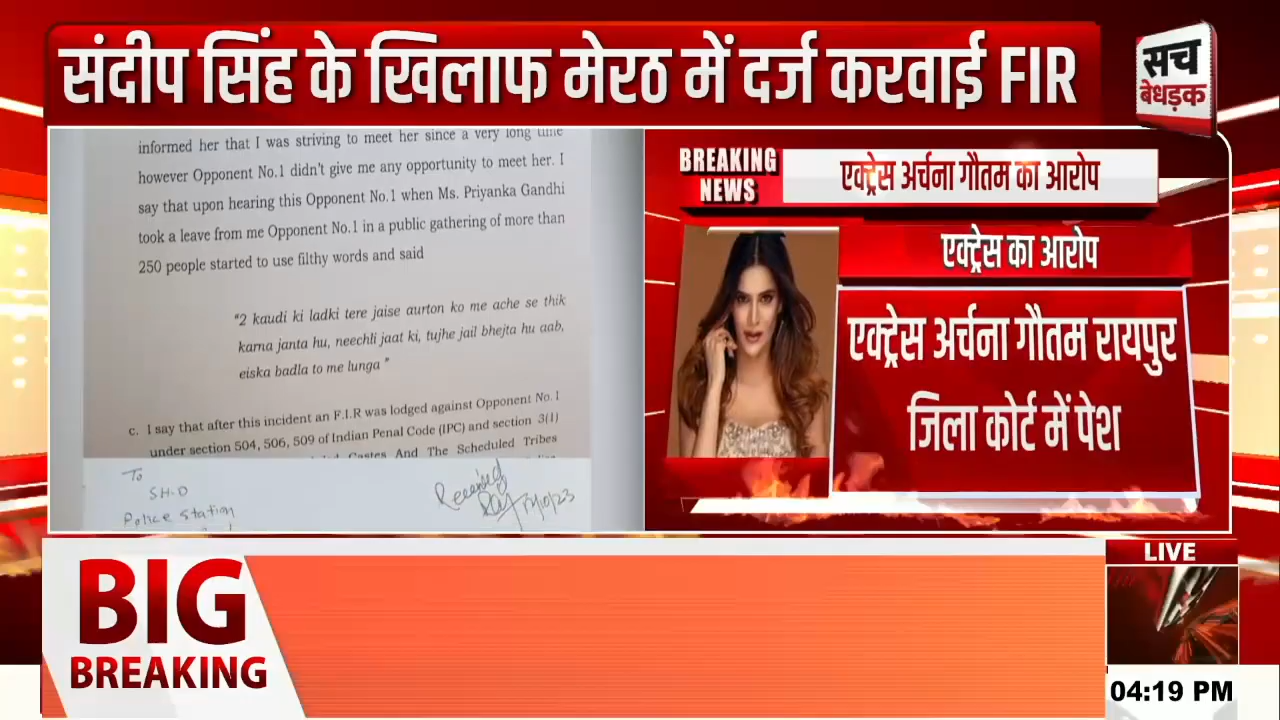 संदीप सिंह के खिलाफ मेरठ में दर्ज करवाई FIR
सच
बेधड़क
informed her that I was striving to meet her since a very long time
however Opponent No.1 didn't give me any opportunity to meet her. I
say that upon hearing this Opponent No.1 when Ms. Priyanka Gandhi
took a leave from me Opponent No.1 in a public gathering of more than
250 people started to use filthy words and said
"2 kaudi ki ladki tere jaise aurton ko me ache se thik
karna janta hu, neechli jaat ki, tujhe jail bhejta hu aab,
eiska badla to me lunga"
c. I say that after this incident an F.I.R was lodged against Opponent No.1
under section 504, 506, 509 of Indian Penal Code (IPC) and section 3(1)
Castes And The Scheduled Tribes
To
SH.O
Police Station
Received
BREAKING
NEWS
एक्ट्रेस अर्चना गौतम का आरोप
एक्ट्रेस का आरोप
एक्ट्रेस अर्चना गौतम रायपुर
जिला कोर्ट में पेश
BIG
BREAKING
LIVE
04:19 PM